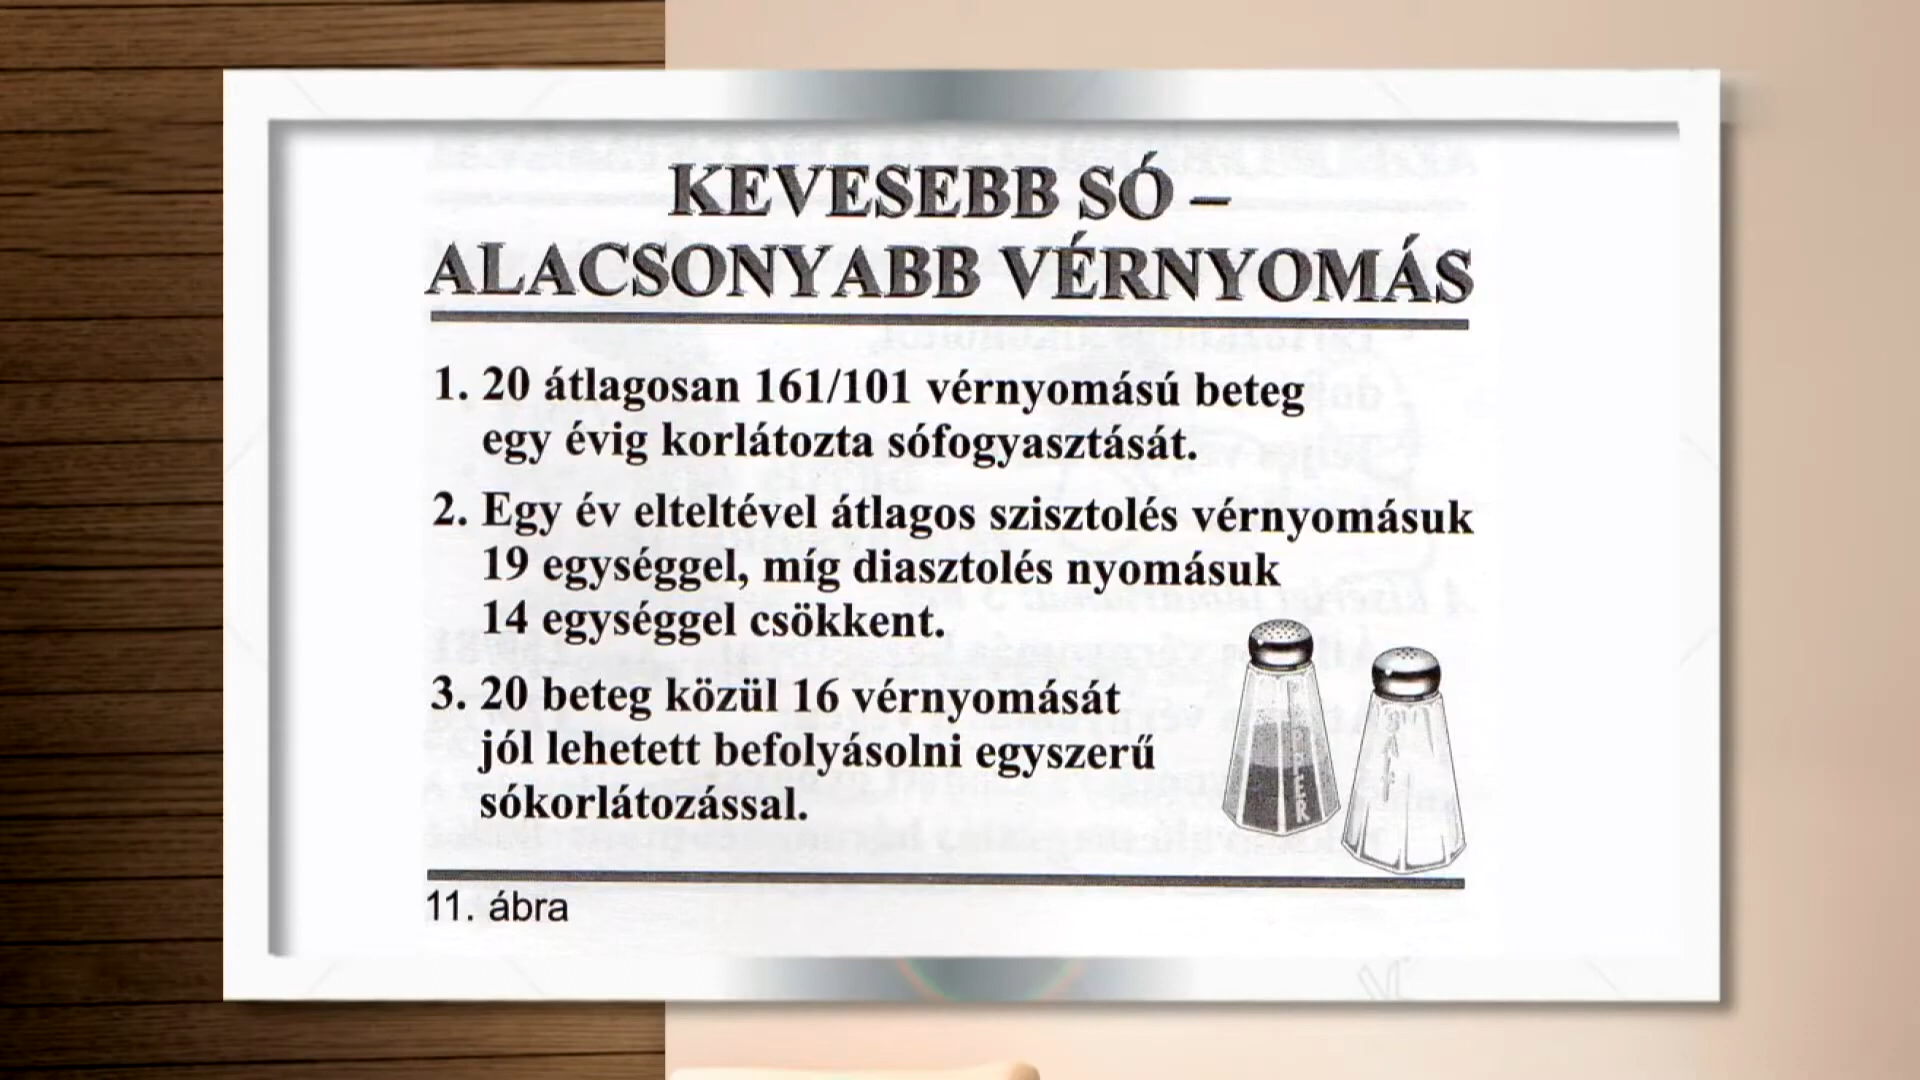 KEVESEBB SÓ –
ALACSONYABB VÉRNYOMÁS
1. 20 átlagosan 161/101 vérnyomású beteg
egy évig korlátozta sófogyasztását.
2. Egy év elteltével átlagos szisztolés vérnyomásuk
19 egységgel, míg diasztolés nyomásuk
14 egységgel csökkent.
3. 20 beteg közül 16 vérnyomását
jól lehetett befolyásolni egyszerű
sókorlátozással.
11. ábra